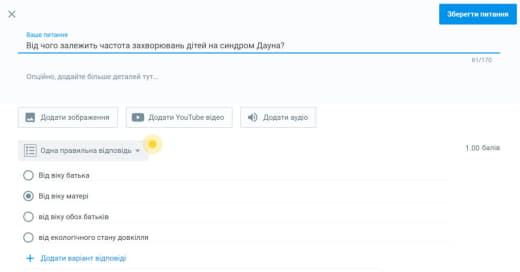 Зберегти питання
Ваше питання
Від чого залежить частота захворювань дітей на синдром Дауна?
61/170
Опційно, додайте більше деталей тут...
Додати зображення Додати YouTube відео Додати аудіо
Одна правильна відповідь 1.00 балів
Від віку батька
Від віку матері
від віку обох батьків
від екологічного стану довкілля
+ Додати варіант відповіді